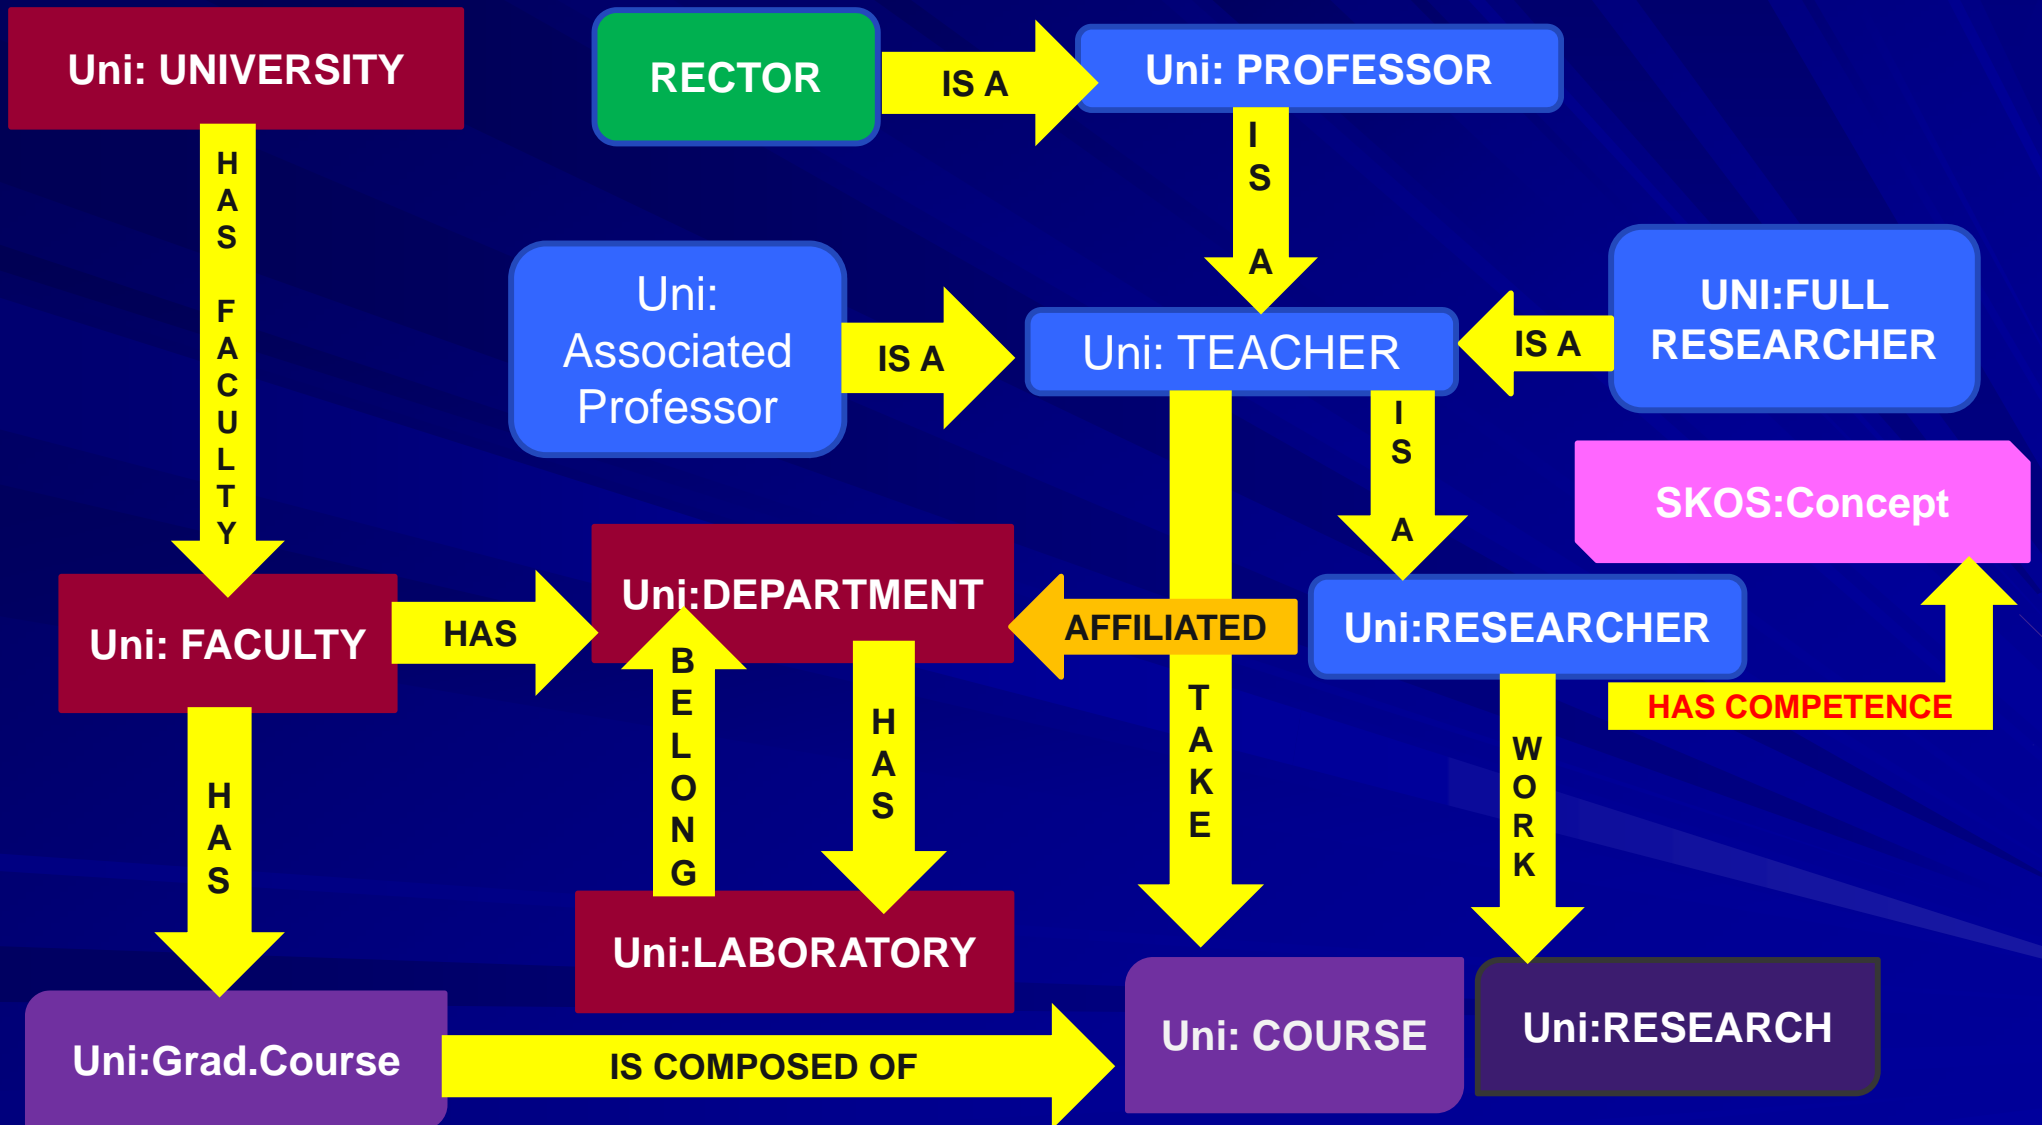 Uni: UNIVERSITY
RECTOR
IS A
Uni: PROFESSOR
HAS FACULTY
IS A
Uni:
Associated
Professor
IS A
Uni: TEACHER
IS A
UNI:FULL
RESEARCHER
IS A
SKOS:Concept
Uni: FACULTY
HAS
Uni:DEPARTMENT
AFFILIATED
Uni:RESEARCHER
HAS COMPETENCE
BELONG
HAS
TAKE
WORK
HAS
Uni:LABORATORY
Uni:Grad.Course
IS COMPOSED OF
Uni: COURSE
Uni:RESEARCH